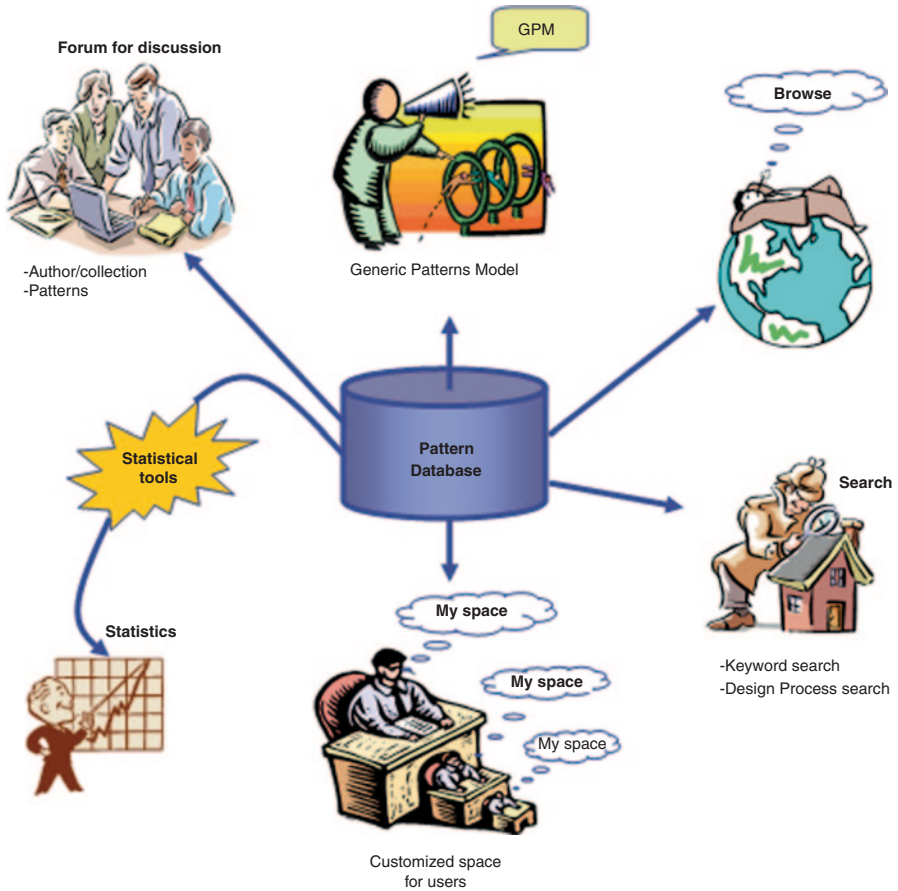 GPM
Forum for discussion
Browse
-Author/collection
-Patterns
Generic Patterns Model
Pattern
Database
Statistical
tools
Search
Statistics
My space
My space
My space
-Keyword search
-Design Process search
Customized space
for users